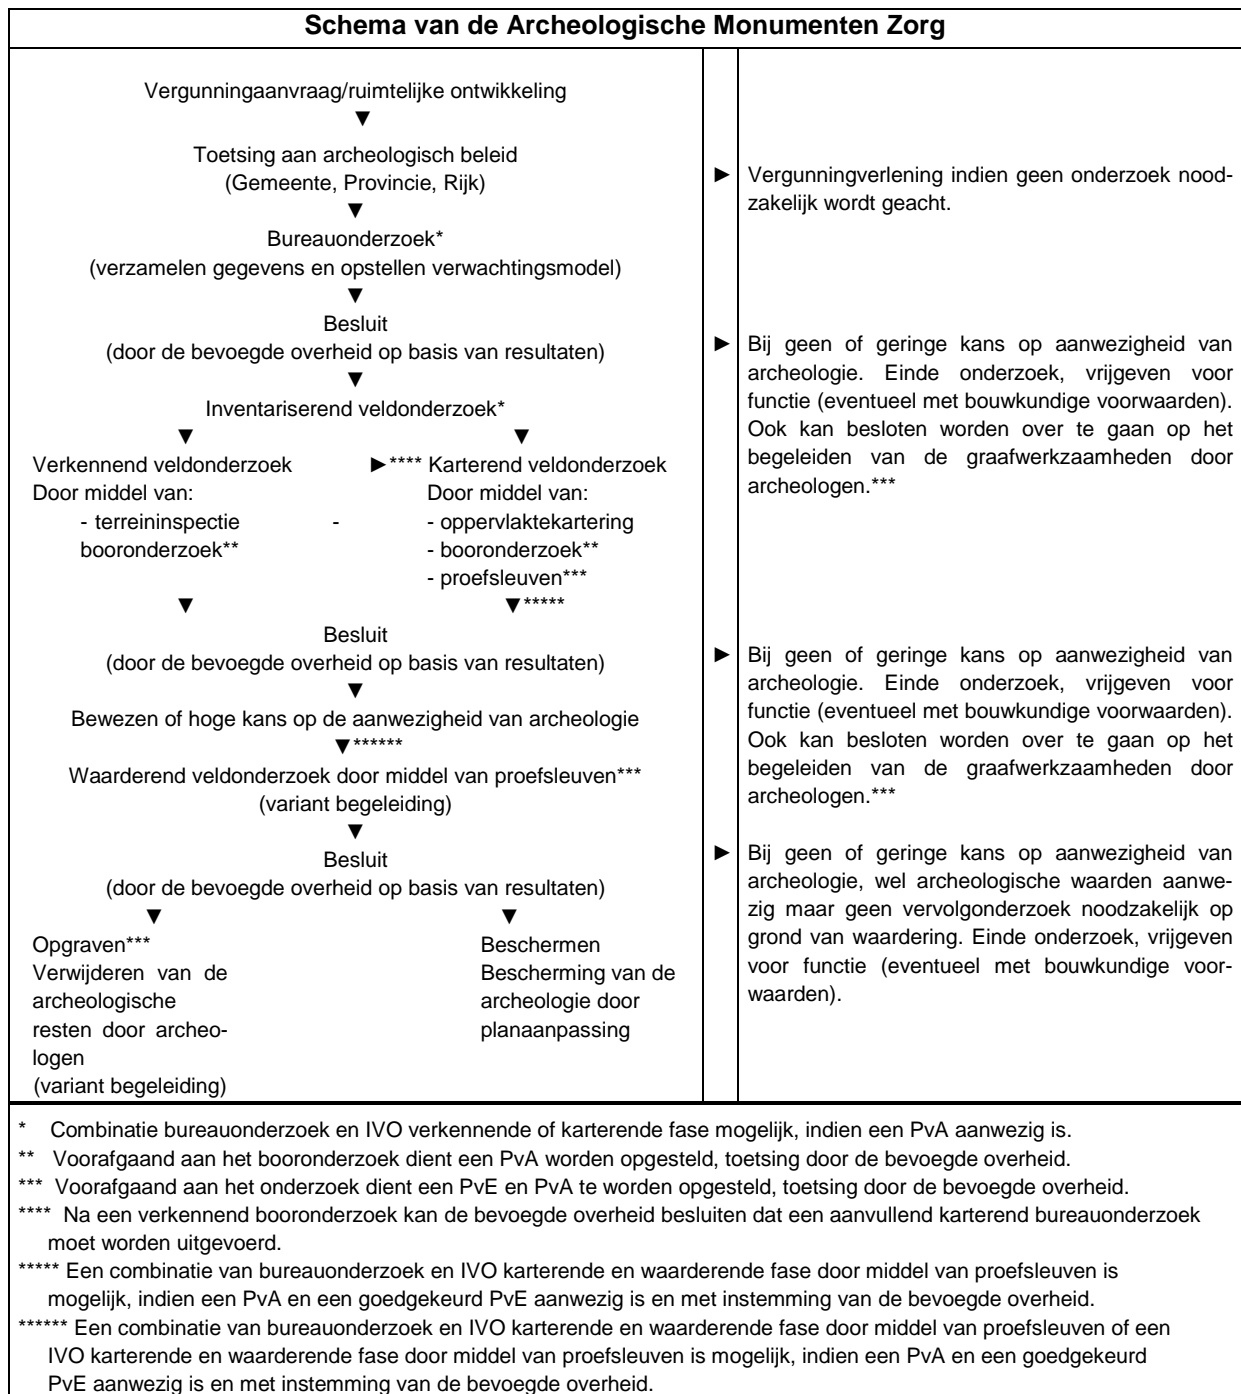 Schema van de Archeologische Monumenten Zorg
Vergunningaanvraag/ruimtelijke ontwikkeling
▼
Toetsing aan archeologisch beleid
(Gemeente, Provincie, Rijk)
▼
Bureauonderzoek*
(verzamelen gegevens en opstellen verwachtingsmodel)
▼
Besluit
(door de bevoegde overheid op basis van resultaten)
▼
Inventariserend veldonderzoek*
▼ ▼
Verkennend veldonderzoek ►**** Karterend veldonderzoek
Door middel van: Door middel van:
- terreininspectie - - oppervlaktekartering
booronderzoek** - booronderzoek**
- proefsleuven***
▼ ▼*****
Besluit
(door de bevoegde overheid op basis van resultaten)
▼
Bewezen of hoge kans op de aanwezigheid van archeologie
▼******
Waarderend veldonderzoek door middel van proefsleuven***
(variant begeleiding)
▼
Besluit
(door de bevoegde overheid op basis van resultaten)
▼ ▼
Opgraven*** Beschermen
Verwijderen van de Bescherming van de
archeologische archeologie door
resten door archeo- planaanpassing
logen
(variant begeleiding)
► Vergunningverlening indien geen onderzoek nood-
zakelijk wordt geacht.
► Bij geen of geringe kans op aanwezigheid van
archeologie. Einde onderzoek, vrijgeven voor
functie (eventueel met bouwkundige voorwaarden).
Ook kan besloten worden over te gaan op het
begeleiden van de graafwerkzaamheden door
archeologen.***
► Bij geen of geringe kans op aanwezigheid van
archeologie. Einde onderzoek, vrijgeven voor
functie (eventueel met bouwkundige voorwaarden).
Ook kan besloten worden over te gaan op het
begeleiden van de graafwerkzaamheden door
archeologen.***
► Bij geen of geringe kans op aanwezigheid van
archeologie, wel archeologische waarden aanwe-
zig maar geen vervolgonderzoek noodzakelijk op
grond van waardering. Einde onderzoek, vrijgeven
voor functie (eventueel met bouwkundige voor-
waarden).
* Combinatie bureauonderzoek en IVO verkennende of karterende fase mogelijk, indien een PvA aanwezig is.
** Voorafgaand aan het booronderzoek dient een PvA worden opgesteld, toetsing door de bevoegde overheid.
*** Voorafgaand aan het onderzoek dient een PvE en PvA te worden opgesteld, toetsing door de bevoegde overheid.
**** Na een verkennend booronderzoek kan de bevoegde overheid besluiten dat een aanvullend karterend bureauonderzoek
moet worden uitgevoerd.
***** Een combinatie van bureauonderzoek en IVO karterende en waarderende fase door middel van proefsleuven is
mogelijk, indien een PvA en een goedgekeurd PvE aanwezig is en met instemming van de bevoegde overheid.
****** Een combinatie van bureauonderzoek en IVO karterende en waarderende fase door middel van proefsleuven of een
IVO karterende en waarderende fase door middel van proefsleuven is mogelijk, indien een PvA en een goedgekeurd
PvE aanwezig is en met instemming van de bevoegde overheid.